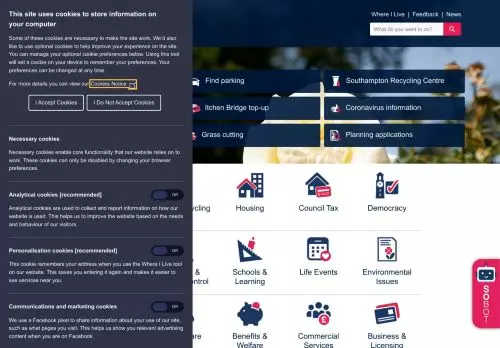 This site uses cookies to store information on
your computer
Some of these cookies are necessary to make the site work. We'd also
like to use optional cookies to help improve your experience on the site.
You can manage your optional cookie preferences below. Using this tool
will set a cookie on your device to remember your preferences. Your
preferences can be changed at any time.
For more details you can view our Cookies Notice
I Accept Cookies
I Do Not Accept Cookies
Necessary cookies
Necessary cookies enable core functionality that our website relies on to
work. These cookies can only be disabled by changing your browser
preferences.
Analytical cookies [recommended]
Off
Analytical cookies are used to collect and report information on how our
website is used. This helps us to improve the website based on the needs
and behaviour of our visitors.
Personalisation cookies [recommended]
Off
This cookie remembers your address when you use the Where I Live tool
on our website. This saves you entering it again and makes it easier to
see services near you.
Communications and marketing cookies
Off
We use a Facebook pixel to share information about your use of our site,
such as what pages you visit. This helps us show you relevant advertising
content when you are on Facebook.
Where I Live | Feedback | News
What do you want to do?
Find parking
Southampton Recycling Centre
Itchen Bridge top-up
Coronavirus information
Grass cutting
Planning applications
ycling
Housing
Council Tax
Democracy
&
ntrol
Schools &
Learning
Life Events
Environmental
Issues
are
Benefits &
Welfare
Commercial
Services
Business &
Licensing
SOBOT